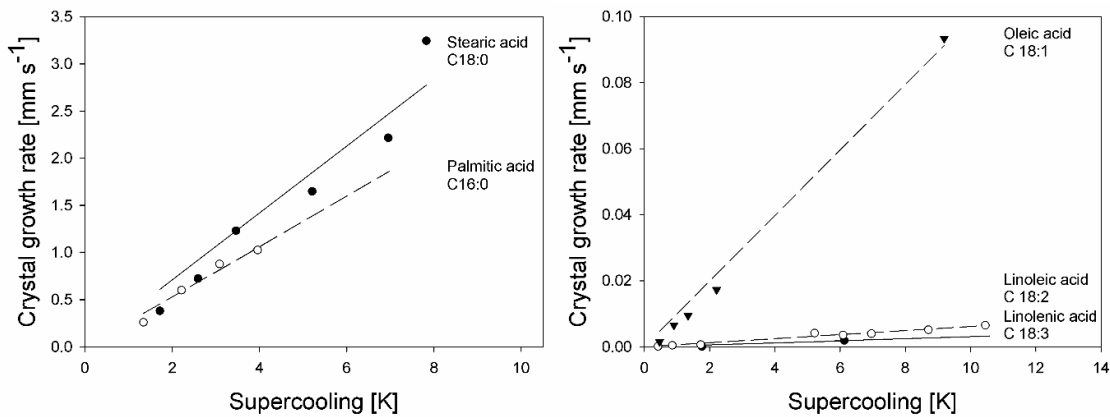 Crystal growth rate [mm s⁻¹]
3.5
3.0
2.5
2.0
1.5
1.0
0.5
0.0
Stearic acid
C18:0
Palmitic acid
C16:0
0 2 4 6 8 10
Supercooling [K]
Crystal growth rate [mm s⁻¹]
0.10
0.08
0.06
0.04
0.02
0.00
Oleic acid
C 18:1
Linoleic acid
C 18:2
Linolenic acid
C 18:3
0 2 4 6 8 10 12 14
Supercooling [K]